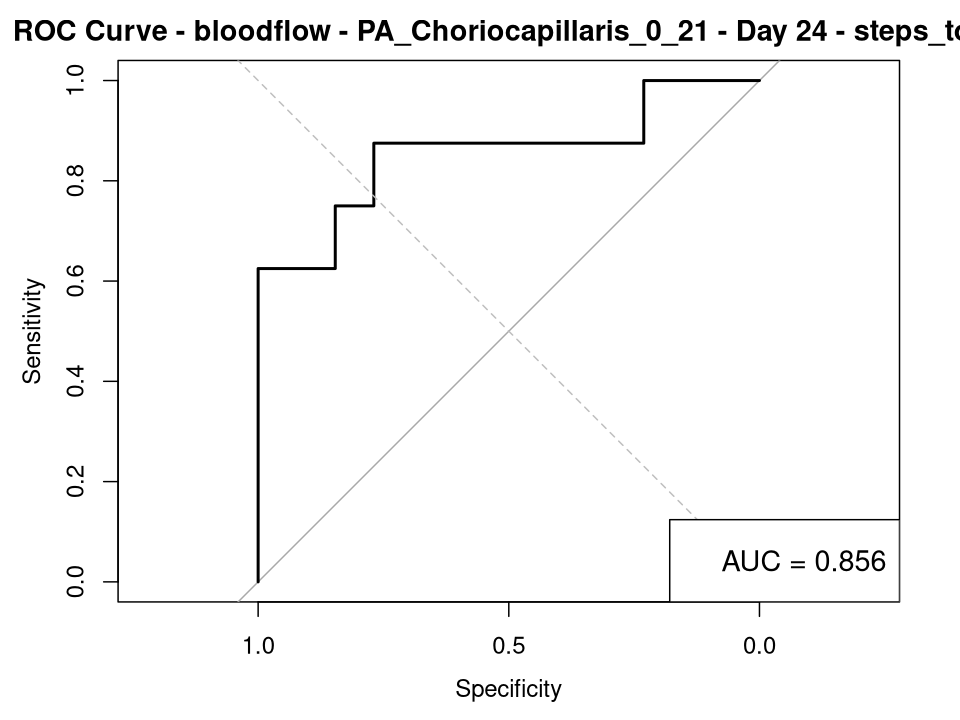 ROC Curve - bloodflow - PA_Choriocapillaris_0_21 - Day 24 - steps_to
1.0
0.8
0.6
0.4
0.2
0.0
Sensitivity
AUC = 0.856
1.0 0.5 0.0
Specificity